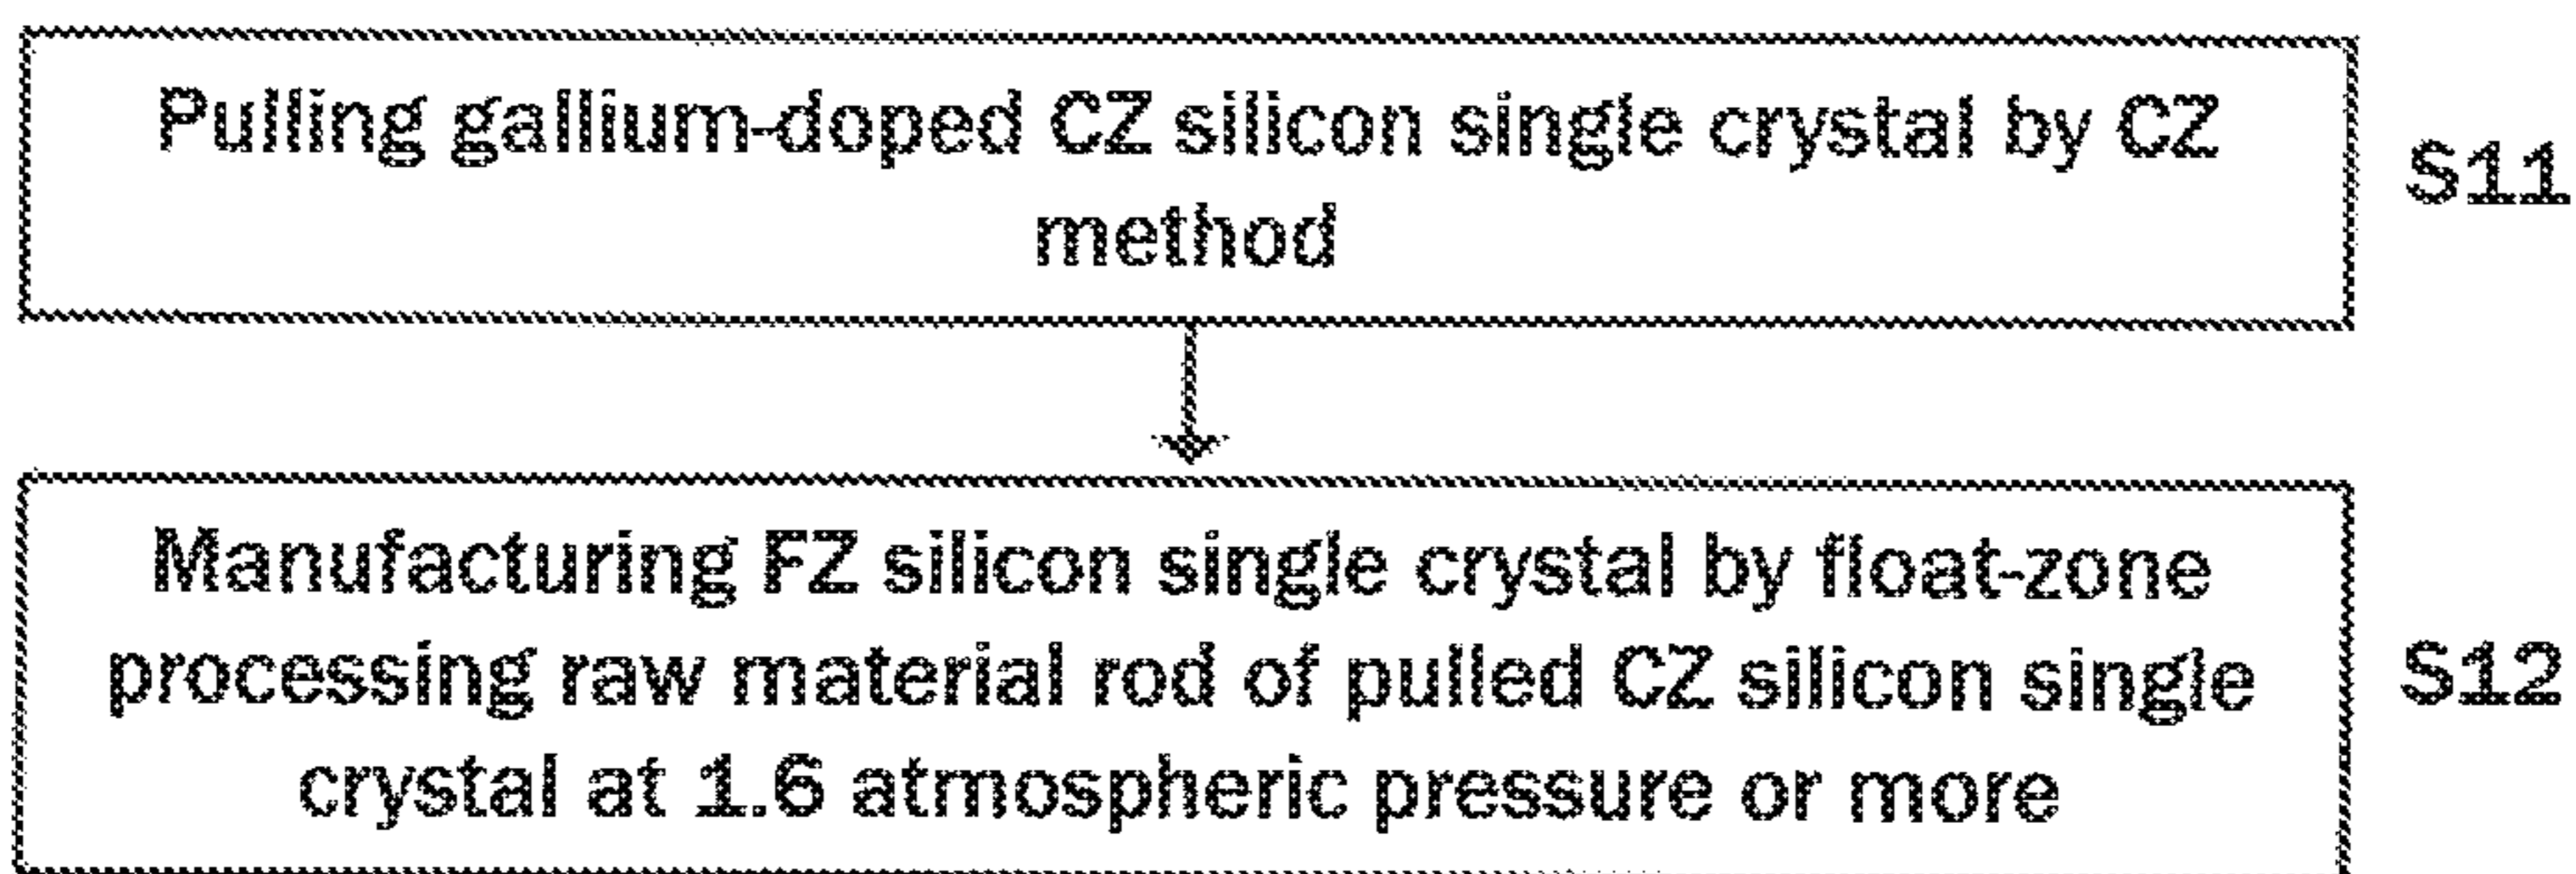 Pulling gallium-doped CZ silicon single crystal by CZ
method
S11
Manufacturing FZ silicon single crystal by float-zone
processing raw material rod of pulled CZ silicon single
crystal at 1.6 atmospheric pressure or more
S12